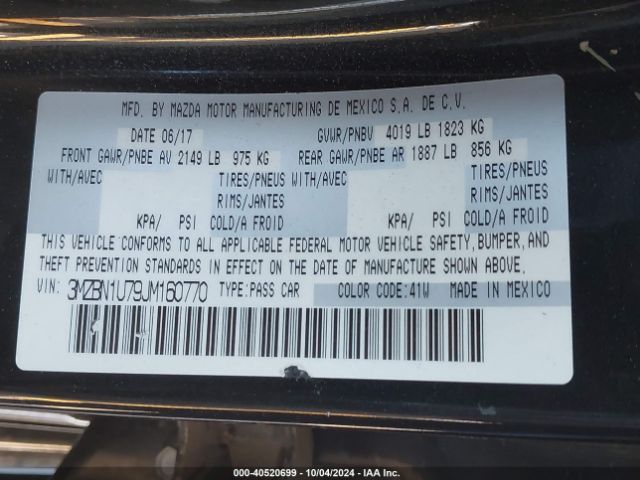 MFD. BY MAZDA MOTOR MANUFACTURING DE MEXICO S.A. DE C.V.
DATE 06/17 GVWR/PNBV 4019 LB 1823 KG
FRONT GAWR/PNBE AV 2149 LB 975 KG REAR GAWR/PNBE AR 1887 LB 856 KG
WITH/AVEC TIRES/PNEUS WITH/AVEC TIRES/PNEUS
RIMS/JANTES RIMS/JANTES
KPA/ PSI COLD/A FROID KPA/ PSI COLD/A FROID
THIS VEHICLE CONFORMS TO ALL APPLICABLE FEDERAL MOTOR VEHICLE SAFETY, BUMPER, AND
THEFT PREVENTION STANDARDS IN EFFECT ON THE DATE OF MANUFACTURE SHOWN ABOVE.
VIN: 3MZBN1U79JM160770 TYPE:PASS CAR COLOR CODE:41W MADE IN MEXICO
000-40520699 - 10/04/2024 - IAA Inc.